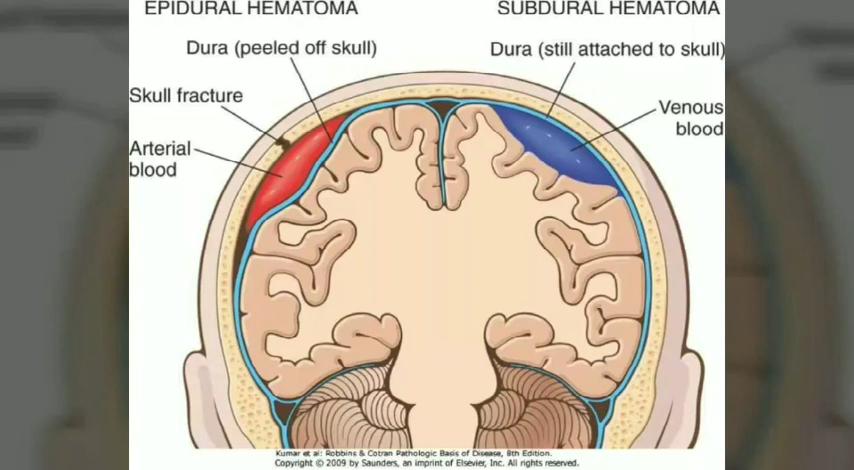 EPIDURAL HEMATOMA
SUBDURAL HEMATOMA
Dura (peeled off skull)
Dura (still attached to skull)
Skull fracture
Venous
blood
Arterial
blood
Kumar et al: Robbins & Cotran Pathologic Basis of Disease, 8th Edition.
Copyright © 2009 by Saunders, an imprint of Elsevier, Inc. All rights reserved.